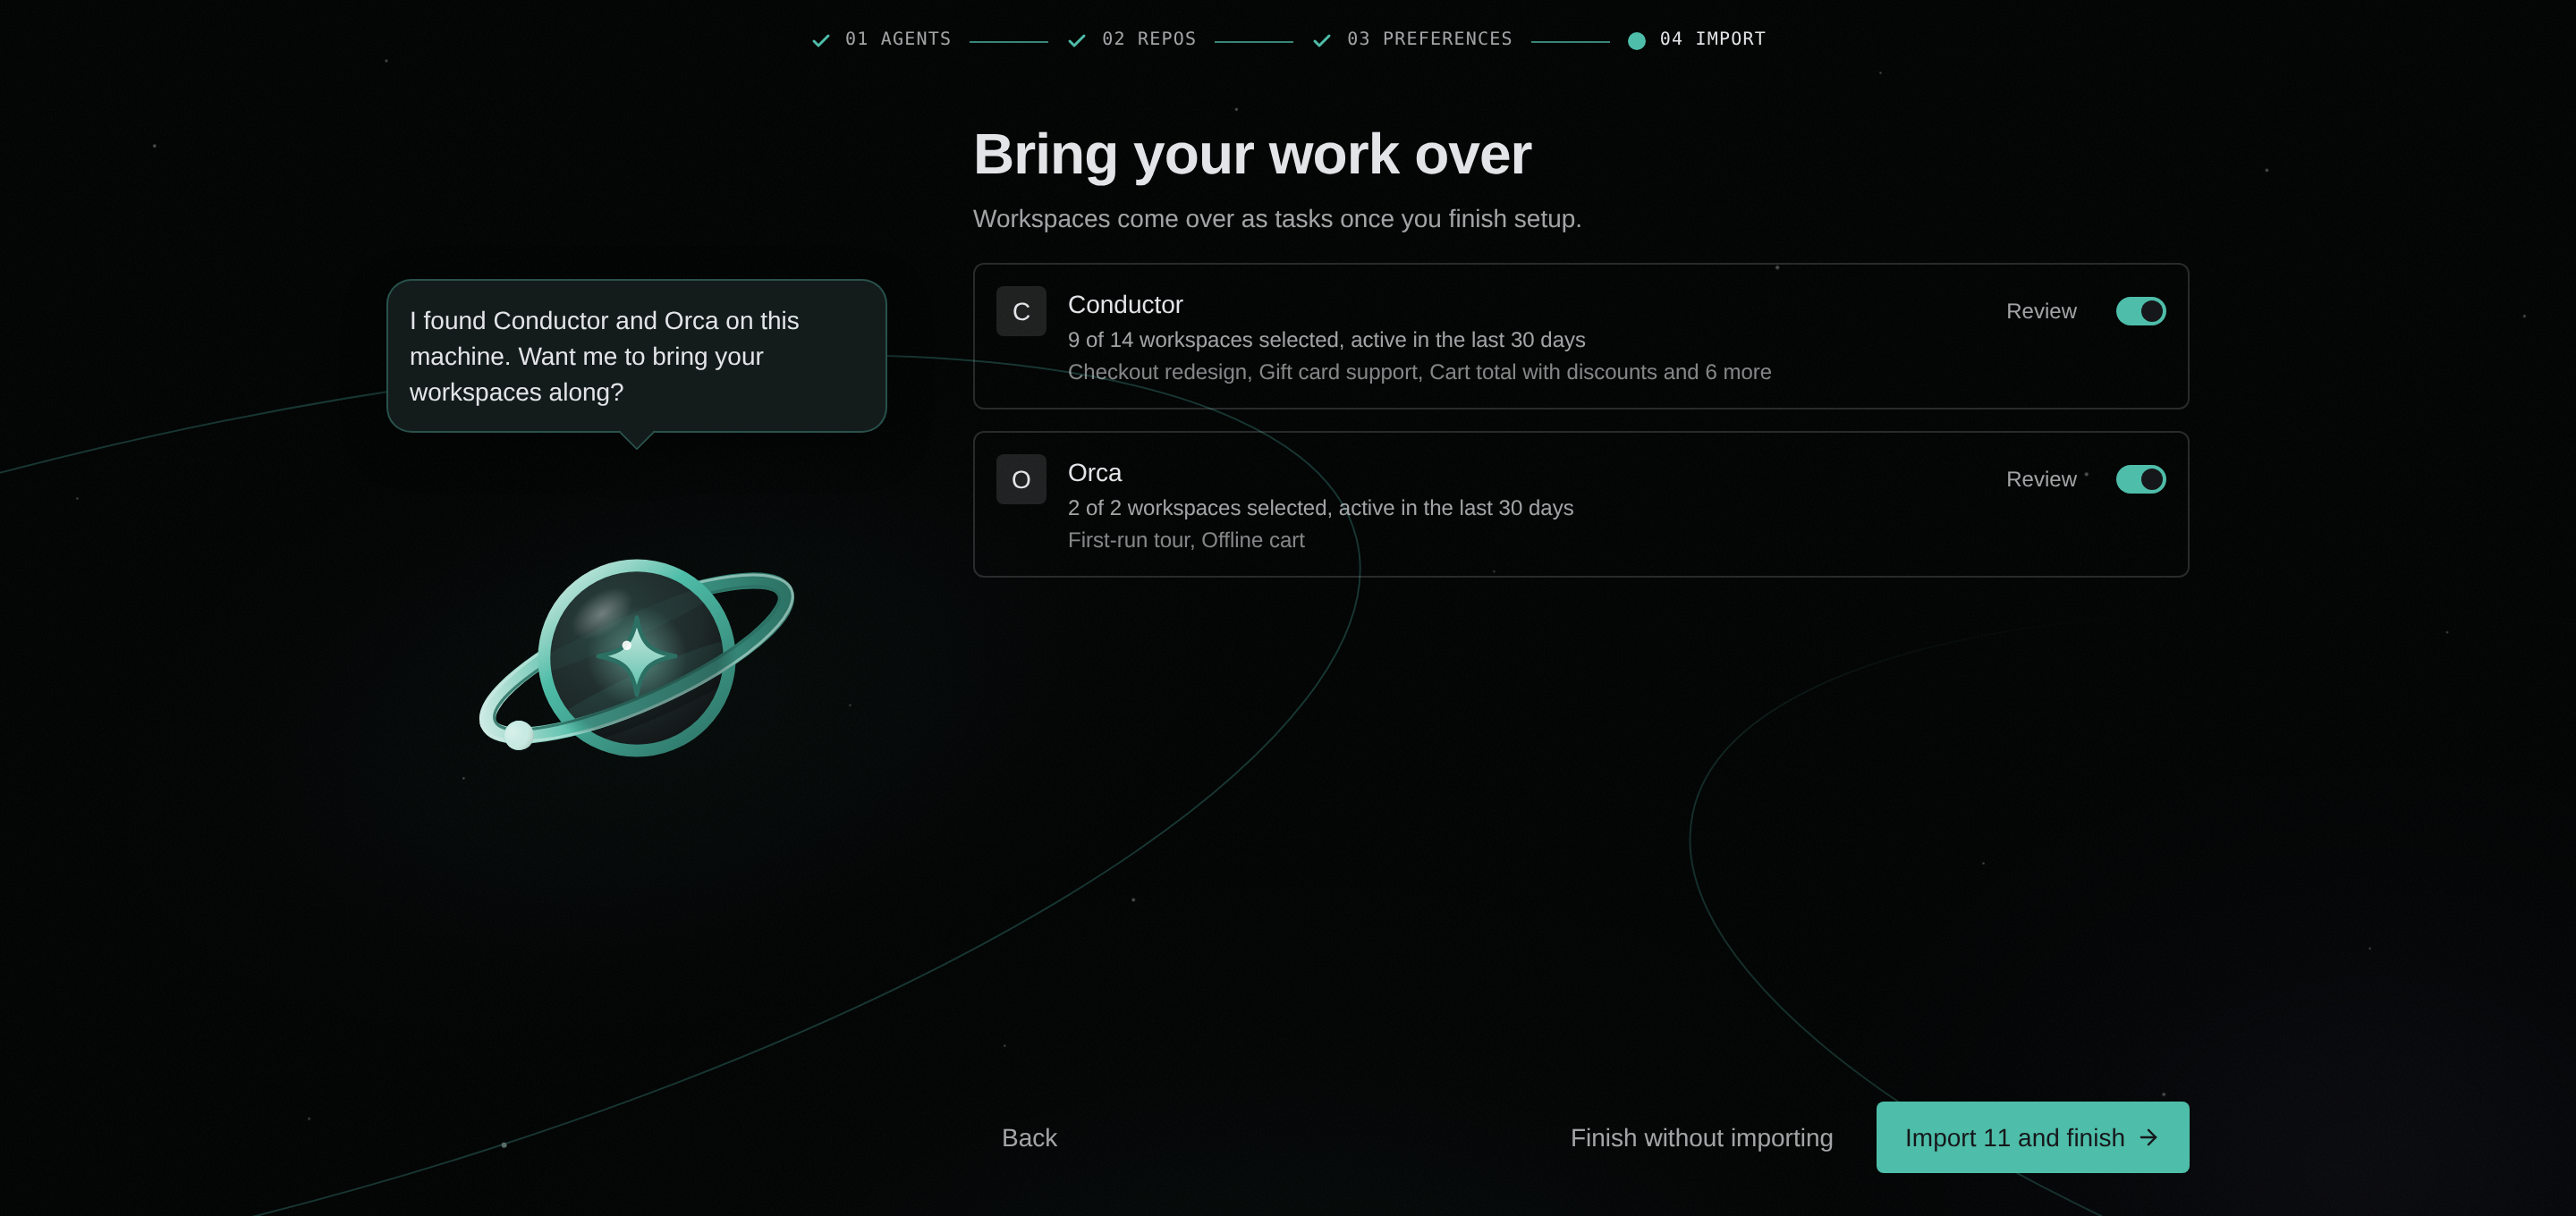 01 AGENTS
02 REPOS
03 PREFERENCES
04 IMPORT
I found Conductor and Orca on this
machine. Want me to bring your
workspaces along?
Bring your work over
Workspaces come over as tasks once you finish setup.
C
Conductor
9 of 14 workspaces selected, active in the last 30 days
Checkout redesign, Gift card support, Cart total with discounts and 6 more
Review
O
Orca
2 of 2 workspaces selected, active in the last 30 days
First-run tour, Offline cart
Review
Back
Finish without importing
Import 11 and finish